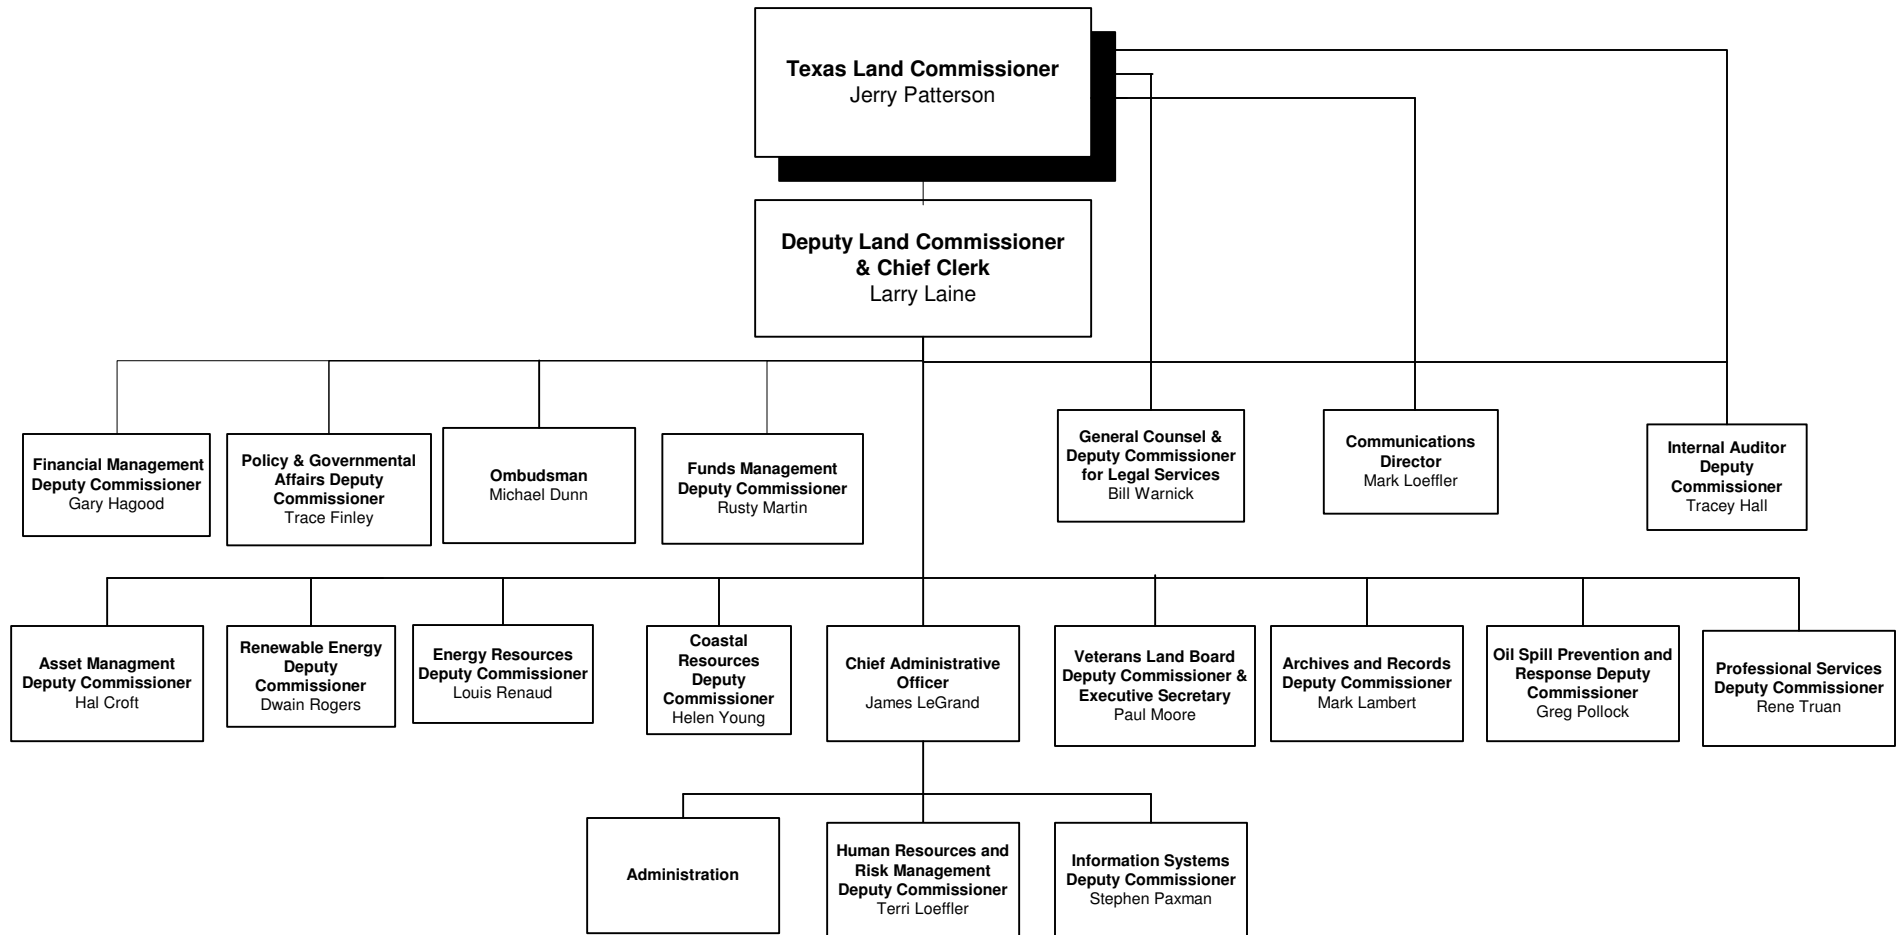 Texas Land Commissioner
Jerry Patterson
Deputy Land Commissioner
& Chief Clerk
Larry Laine
Financial Management
Deputy Commissioner
Gary Hagood
Policy & Governmental
Affairs Deputy
Commissioner
Trace Finley
Ombudsman
Michael Dunn
Funds Management
Deputy Commissioner
Rusty Martin
General Counsel &
Deputy Commissioner
for Legal Services
Bill Warnick
Communications
Director
Mark Loeffler
Internal Auditor
Deputy
Commissioner
Tracey Hall
Asset Managment
Deputy Commissioner
Hal Croft
Renewable Energy
Deputy
Commissioner
Dwain Rogers
Energy Resources
Deputy Commissioner
Louis Renaud
Coastal
Resources
Deputy
Commissioner
Helen Young
Chief Administrative
Officer
James LeGrand
Veterans Land Board
Deputy Commissioner &
Executive Secretary
Paul Moore
Archives and Records
Deputy Commissioner
Mark Lambert
Oil Spill Prevention and
Response Deputy
Commissioner
Greg Pollock
Professional Services
Deputy Commissioner
Rene Truan
Administration
Human Resources and
Risk Management
Deputy Commissioner
Terri Loeffler
Information Systems
Deputy Commissioner
Stephen Paxman